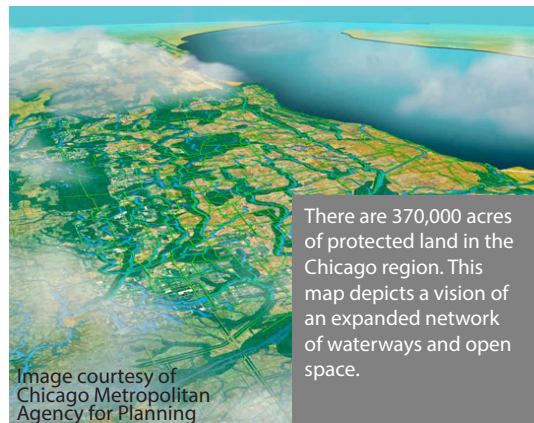 There are 370,000 acres
of protected land in the
Chicago region. This
map depicts a vision of
an expanded network
of waterways and open
space.
Image courtesy of
Chicago Metropolitan
Agency for Planning